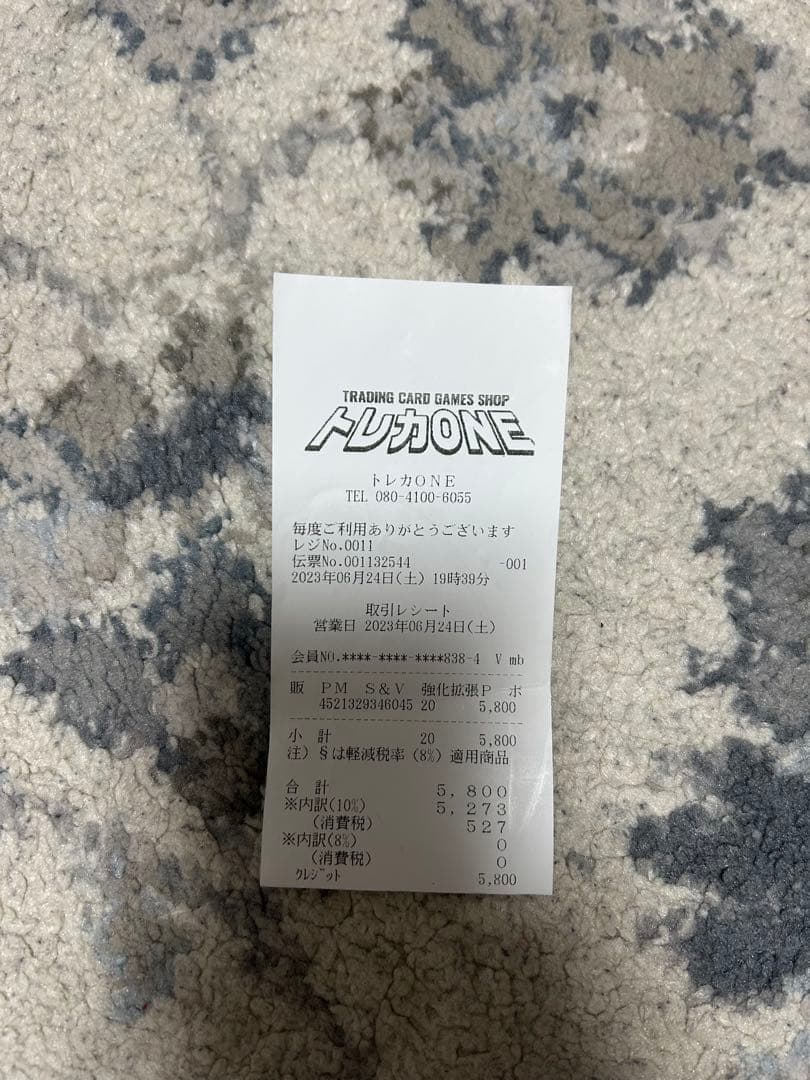 TRADING CARD GAMES SHOP
トレカONE
トレカONE
TEL 080-4100-6055
毎度ご利用ありがとうございます
レジNo.0011
伝票No.001132544 -001
2023年06月24日(土) 19時39分
取引レシート
営業日 2023年06月24日(土)
会員NO.****-****-****838-4 V mb
販 PM S&V 強化拡張P ポ
4521329346045 20 5,800
小 計 20 5,800
注) §は軽減税率(8%)適用商品
合 計 5,800
※内訳(10%) 5,273
(消費税) 527
※内訳(8%) 0
(消費税) 0
クレジット 5,800